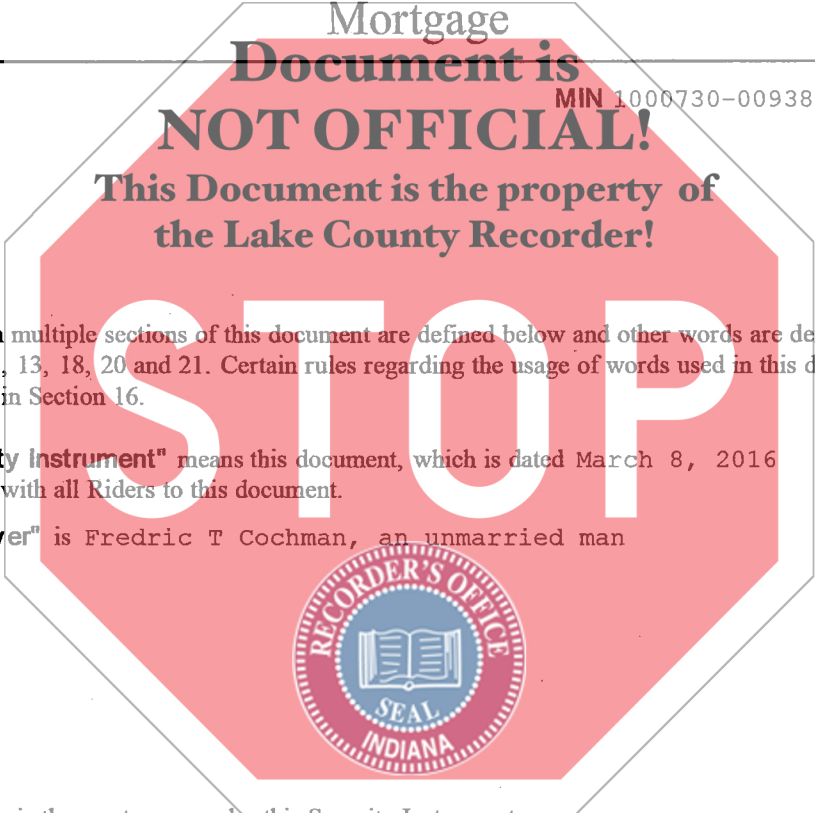 Mortgage
Document is
MIN 1000730-00938
NOT OFFICIAL!
This Document is the property of
the Lake County Recorder!
multiple sections of this document are defined below and other words are de
, 13, 18, 20 and 21. Certain rules regarding the usage of words used in this d
in Section 16.
STOP
ty Instrument" means this document, which is dated March 8, 2016
with all Riders to this document.
er" is Fredric T Cochman, an unmarried man
RECORDER'S OFFICE
SEAL
INDIANA